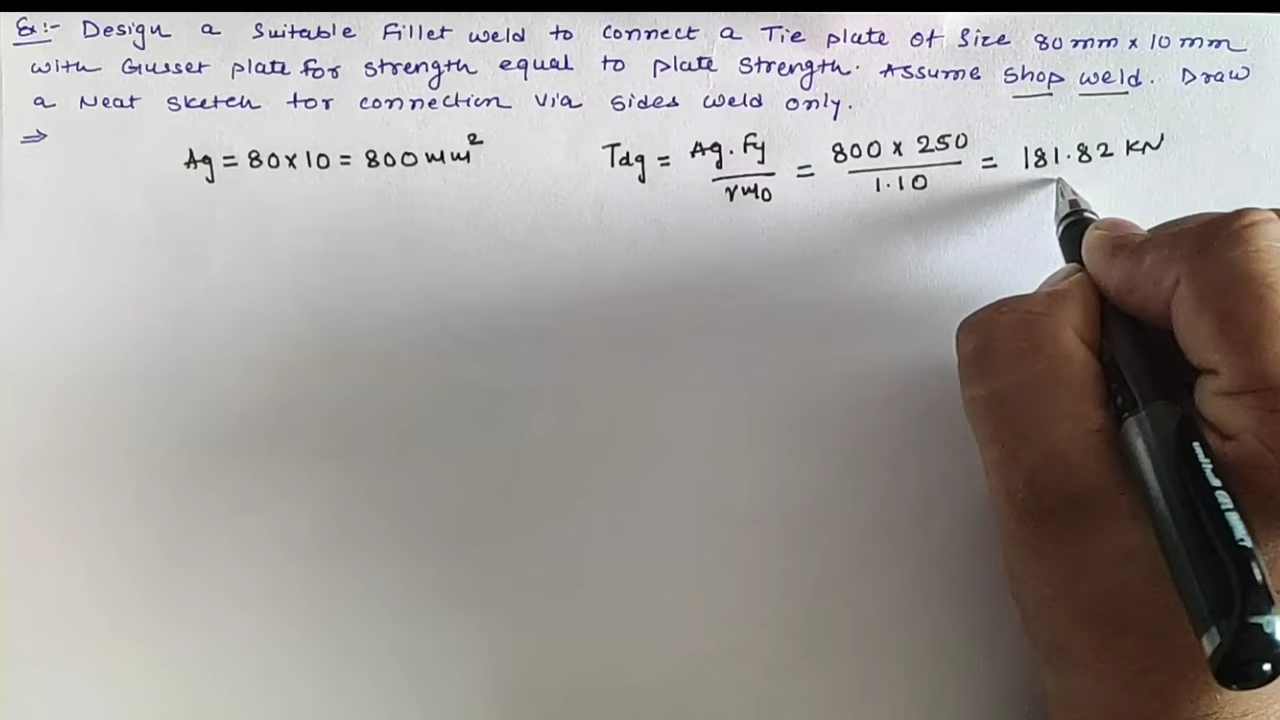 Ex:- Design a Suitable Fillet weld to connect a Tie plate of Size 80mm x 10mm
with Gusset plate for strength equal to plate strength. Assume shop weld. Draw
a Neat sketch for connection via sides weld only.
⇒ Ag = 80x10 = 800mm² Tdg = Ag.Fy / γm0 = 800 x 250 / 1.10 = 181.82 KN